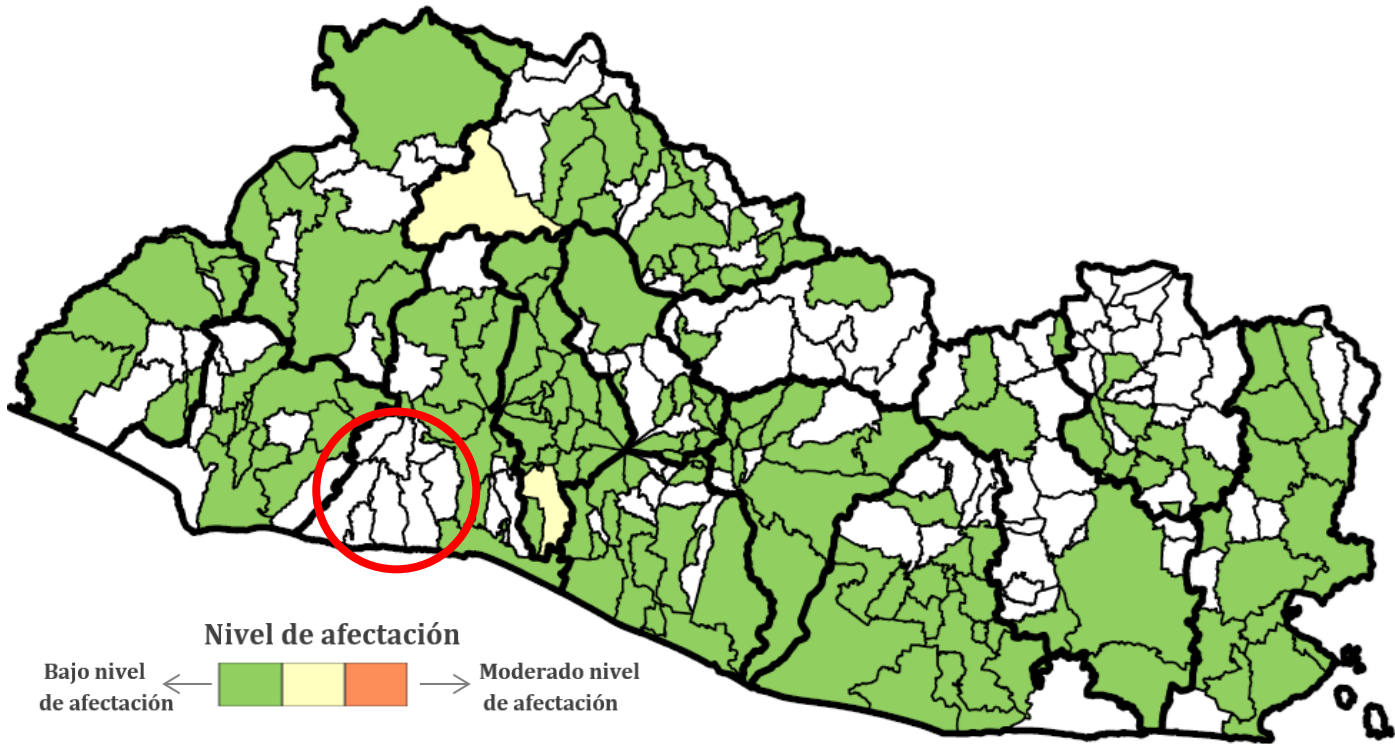 Nivel de afectación
Bajo nivel
de afectación
Moderado nivel
de afectación